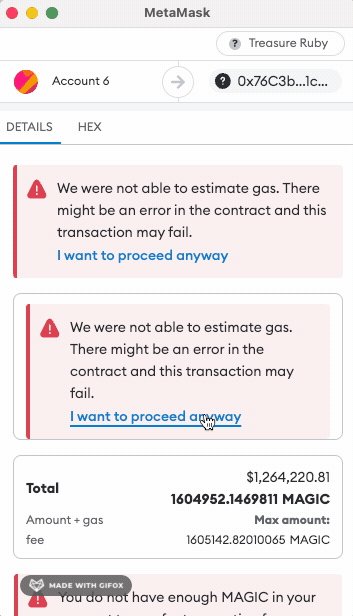 MetaMask
? Treasure Ruby
Account 6
? 0x76C3b...1c...
DETAILS
HEX
We were not able to estimate gas. There
might be an error in the contract and this
transaction may fail.
I want to proceed anyway
We were not able to estimate gas.
There might be an error in the
contract and this transaction may
fail.
I want to proceed anyway
$1,264,220.81
Total
1604952.1469811 MAGIC
Amount + gas
Max amount:
fee
1605142.82010065 MAGIC
MADE WITH GIFOX
You do not have enough MAGIC in your